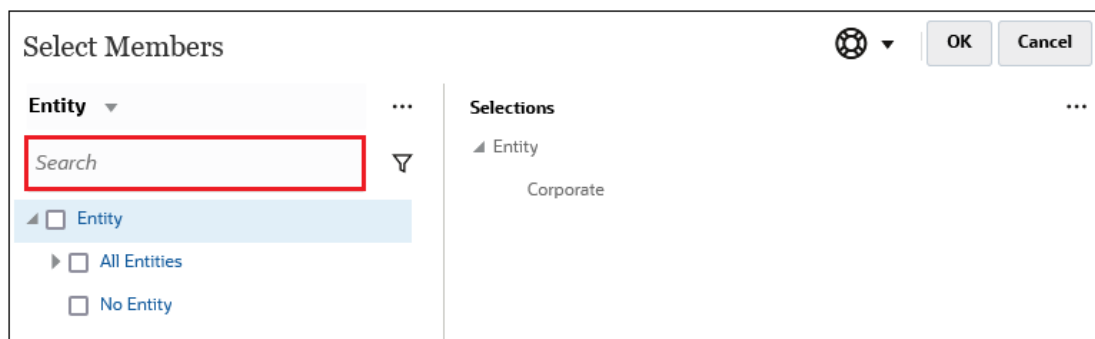 Select Members
OK
Cancel
Entity
Search
Entity
All Entities
No Entity
Selections
Entity
Corporate